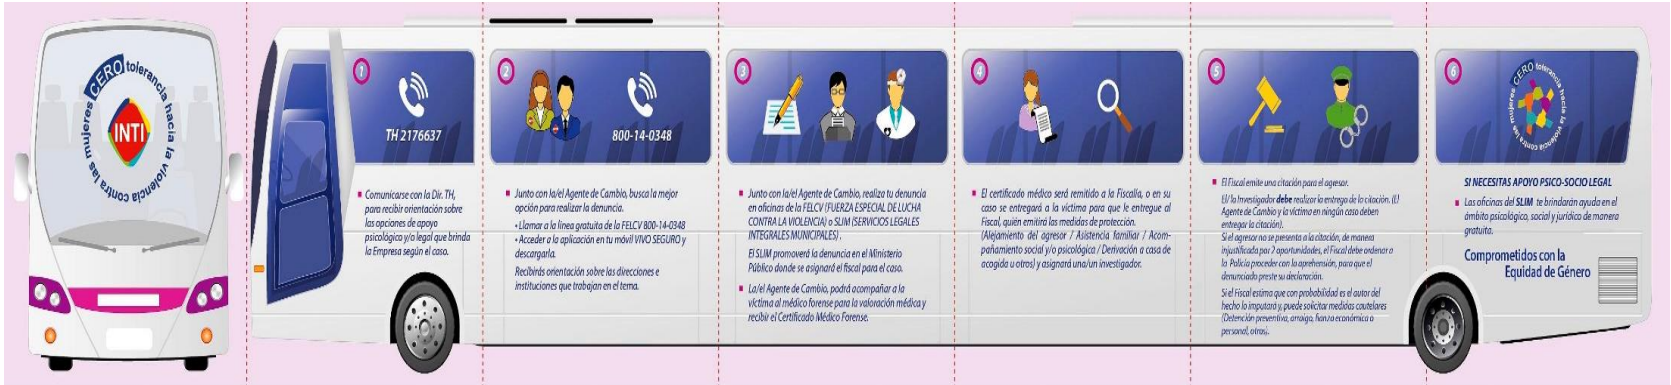 CERO tolerancia hacia la violencia contra las mujeres
INTI
1
TH 2176637
Comunicarse con la Dir. TH,
para recibir orientación sobre
las opciones de apoyo
psicológico y/o legal que brinda
la Empresa según el caso.
2
800-14-0348
Junto con la/el Agente de Cambio, busca la mejor
opción para realizar la denuncia.
• Llamar a la línea gratuita de la FELCV 800-14-0348
• Acceder a la aplicación en tu móvil VIVO SEGURO y
descargarla.
Recibirás orientación sobre las direcciones e
instituciones que trabajan en el tema.
3
Junto con la/el Agente de Cambio, realiza tu denuncia
en oficinas de la FELCV (FUERZA ESPECIAL DE LUCHA
CONTRA LA VIOLENCIA) o SLIM (SERVICIOS LEGALES
INTEGRALES MUNICIPALES) .
El SLIM promoverá la denuncia en el Ministerio
Público donde se asignará el fiscal para el caso.
La/el Agente de Cambio, podrá acompañar a la
víctima al médico forense para la valoración médica y
recibir el Certificado Médico Forense.
4
El certificado médico será remitido a la Fiscalía, o en su
caso se entregará a la víctima para que le entregue al
Fiscal, quién emitirá las medidas de protección.
(Alejamiento del agresor / Asistencia familiar / Acom-
pañamiento social y/o psicológica / Derivación a casa de
acogida u otros) y asignará una/un investigador.
5
El Fiscal emite una citación para el agresor.
El/ la Investigador debe realizar la entrega de la citación. (El
Agente de Cambio y la víctima en ningún caso deben
entregar la citación).
Si el agresor no se presenta a la citación, de manera
injustificada por 2 oportunidades, el Fiscal debe ordenar a
la Policía proceder con la aprehensión, para que el
denunciado preste su declaración.
Si el Fiscal estima que con probabilidad es el autor del
hecho lo imputará y, puede solicitar medidas cautelares
(Detención preventiva, arraigo, fianza económica o
personal, otras).
6
CERO tolerancia hacia la violencia contra las mujeres
SI NECESITAS APOYO PSICO-SOCIO LEGAL
Las oficinas del SLIM te brindarán ayuda en el
ámbito psicológico, social y jurídico de manera
gratuita.
Comprometidos con la
Equidad de Género